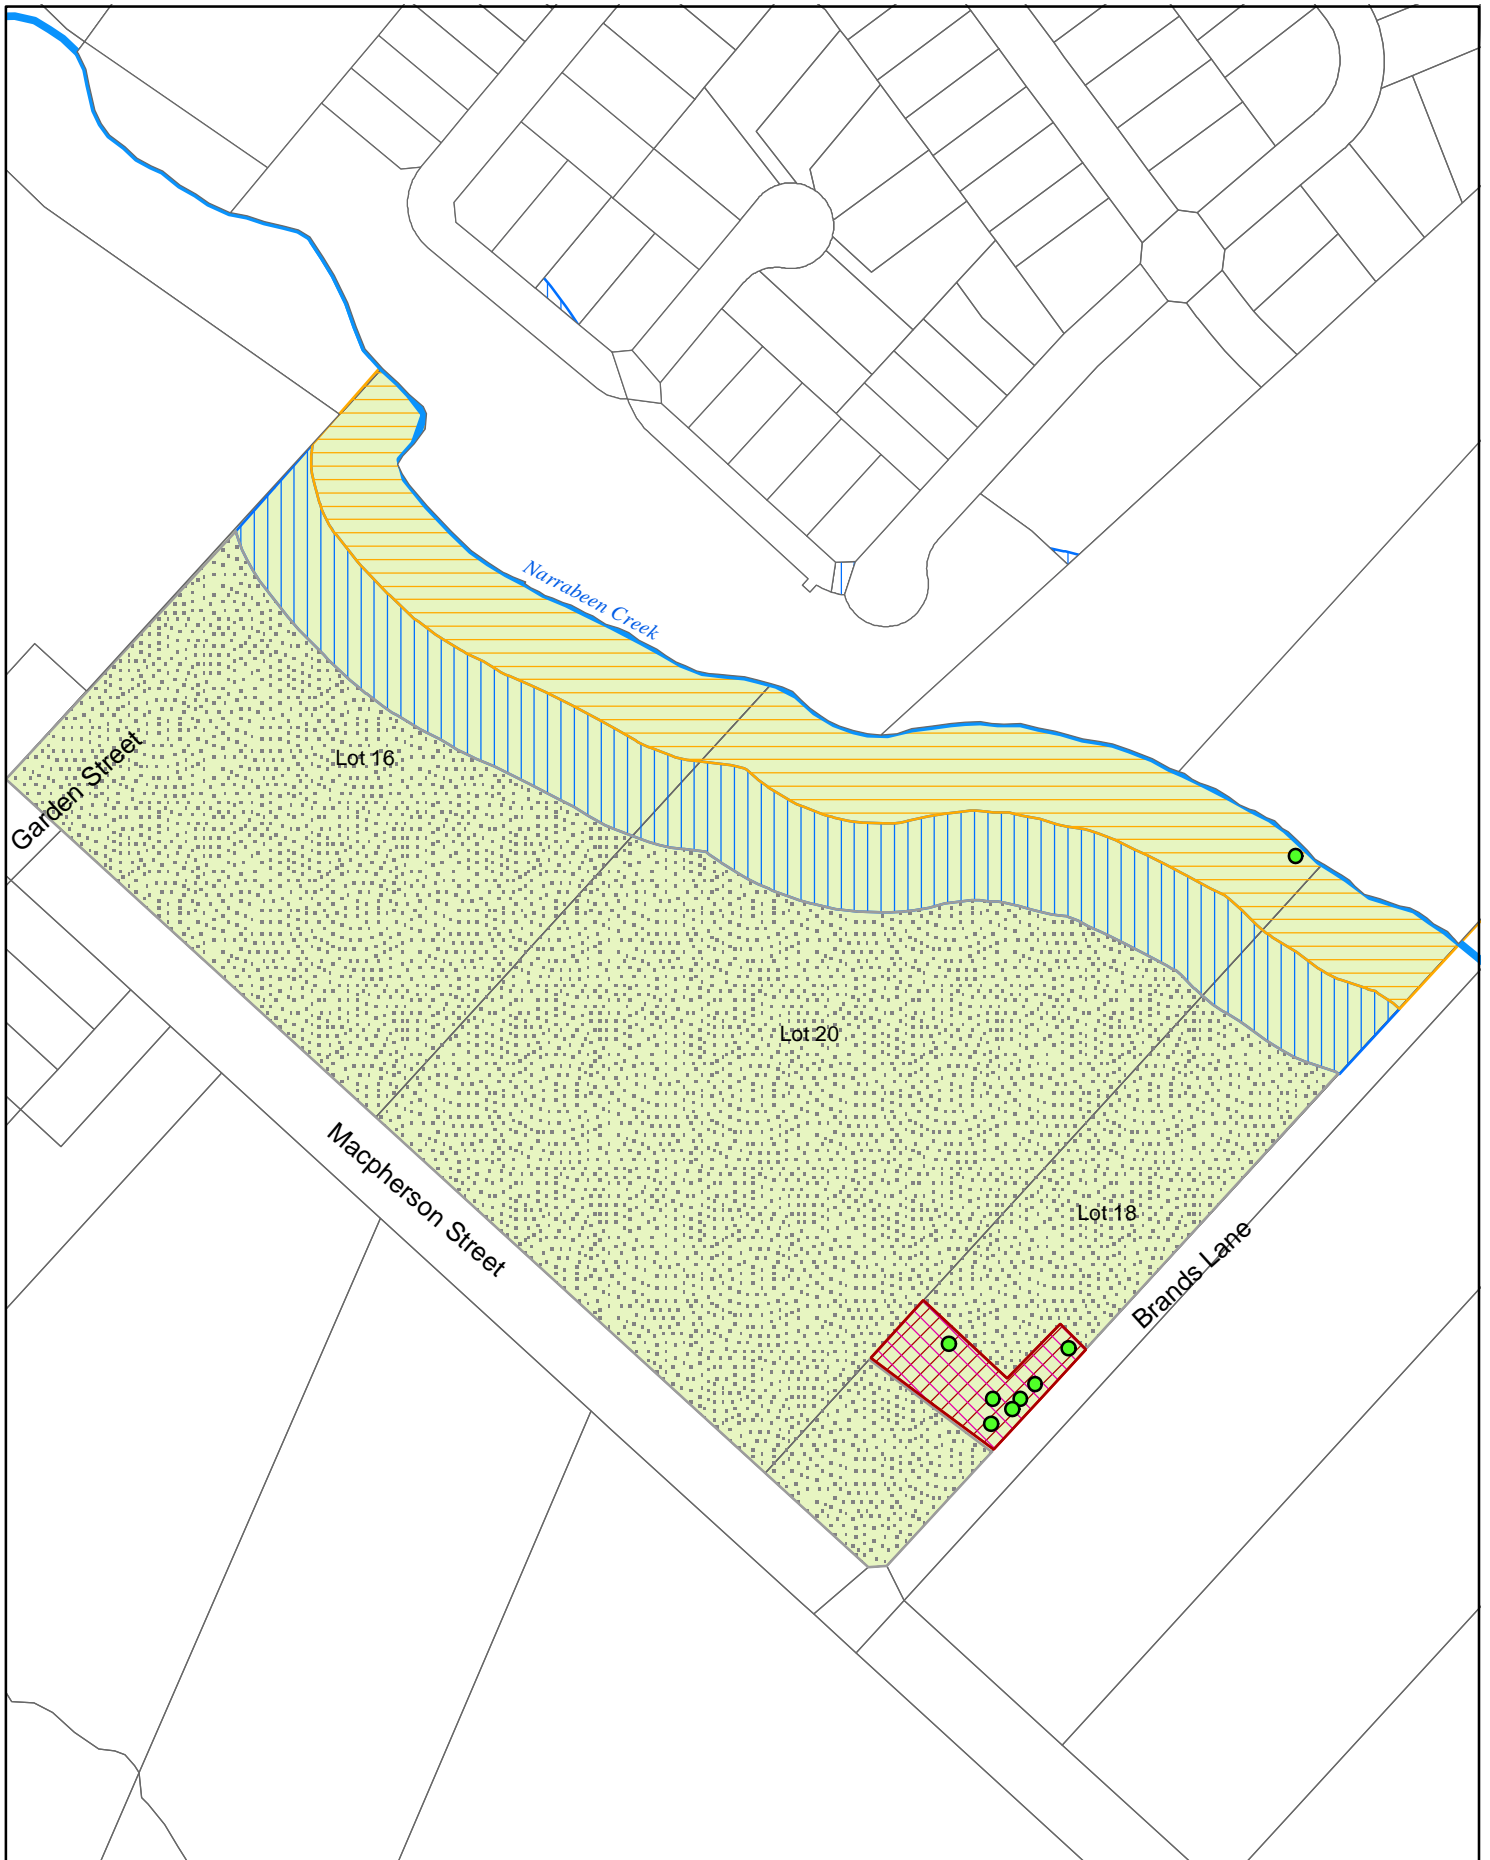 Narrabeen Creek
Lot 16
Garden Street
Lot 20
Macpherson Street
Lot 18
Brands Lane